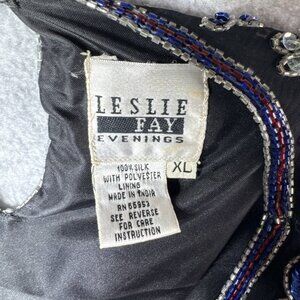 LESLIE
FAY
EVENINGS
XL
100% SILK
WITH POLYESTER
LINING
MADE IN INDIA
RN 55953
SEE REVERSE
FOR CARE
INSTRUCTION